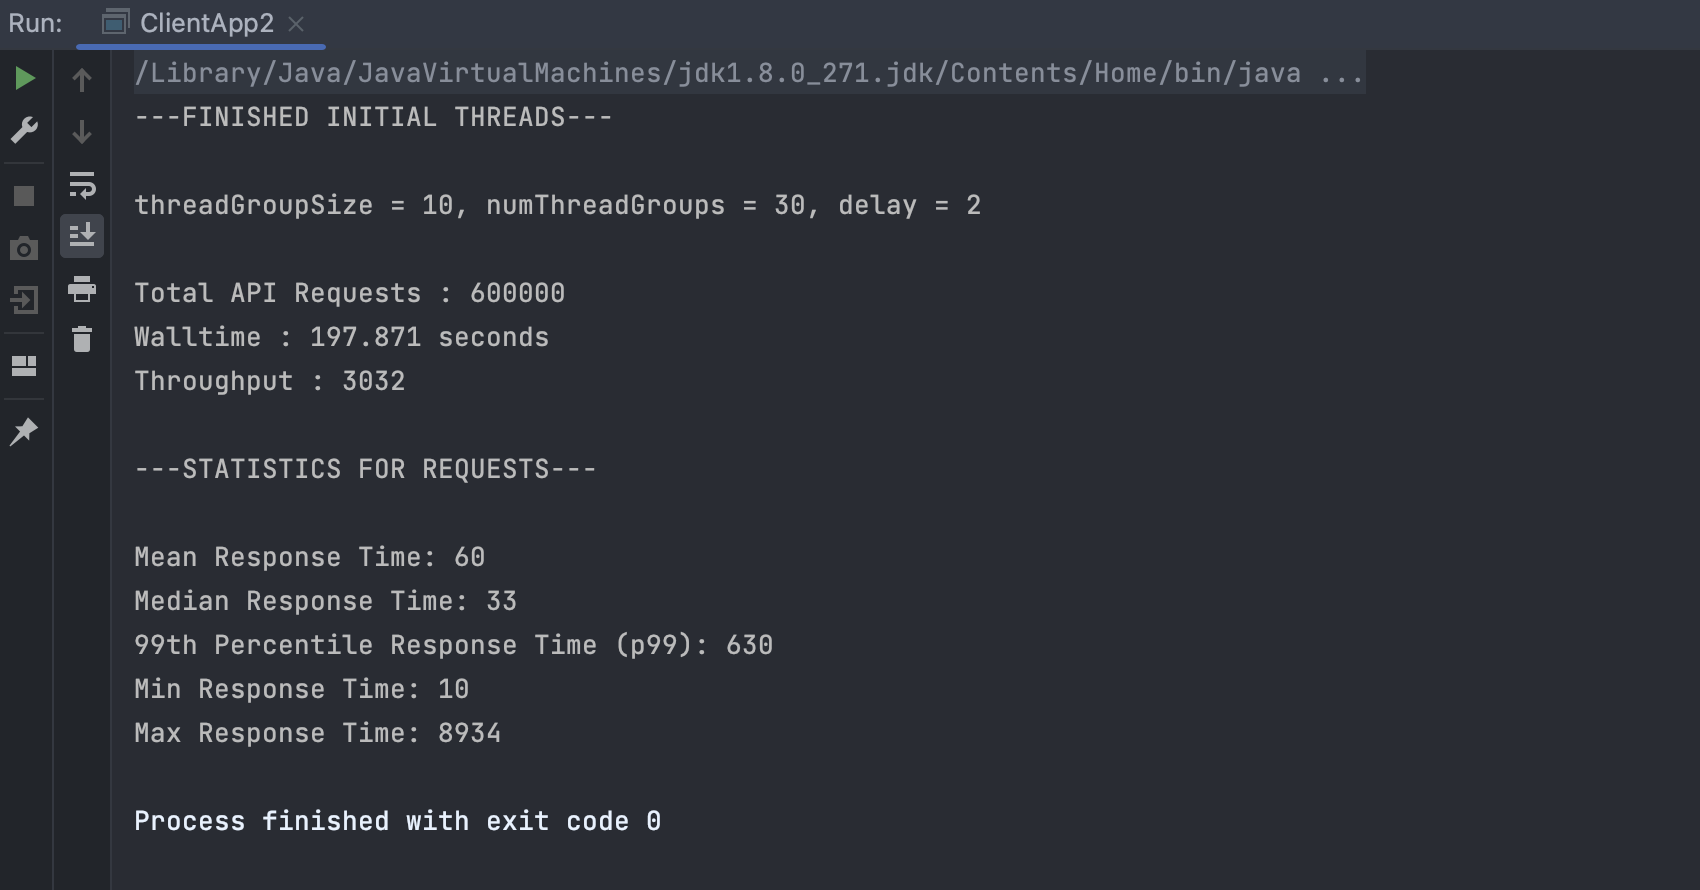 Run: ClientApp2
/Library/Java/JavaVirtualMachines/jdk1.8.0_271.jdk/Contents/Home/bin/java ...
---FINISHED INITIAL THREADS---
threadGroupSize = 10, numThreadGroups = 30, delay = 2
Total API Requests : 600000
Walltime : 197.871 seconds
Throughput : 3032
---STATISTICS FOR REQUESTS---
Mean Response Time: 60
Median Response Time: 33
99th Percentile Response Time (p99): 630
Min Response Time: 10
Max Response Time: 8934
Process finished with exit code 0